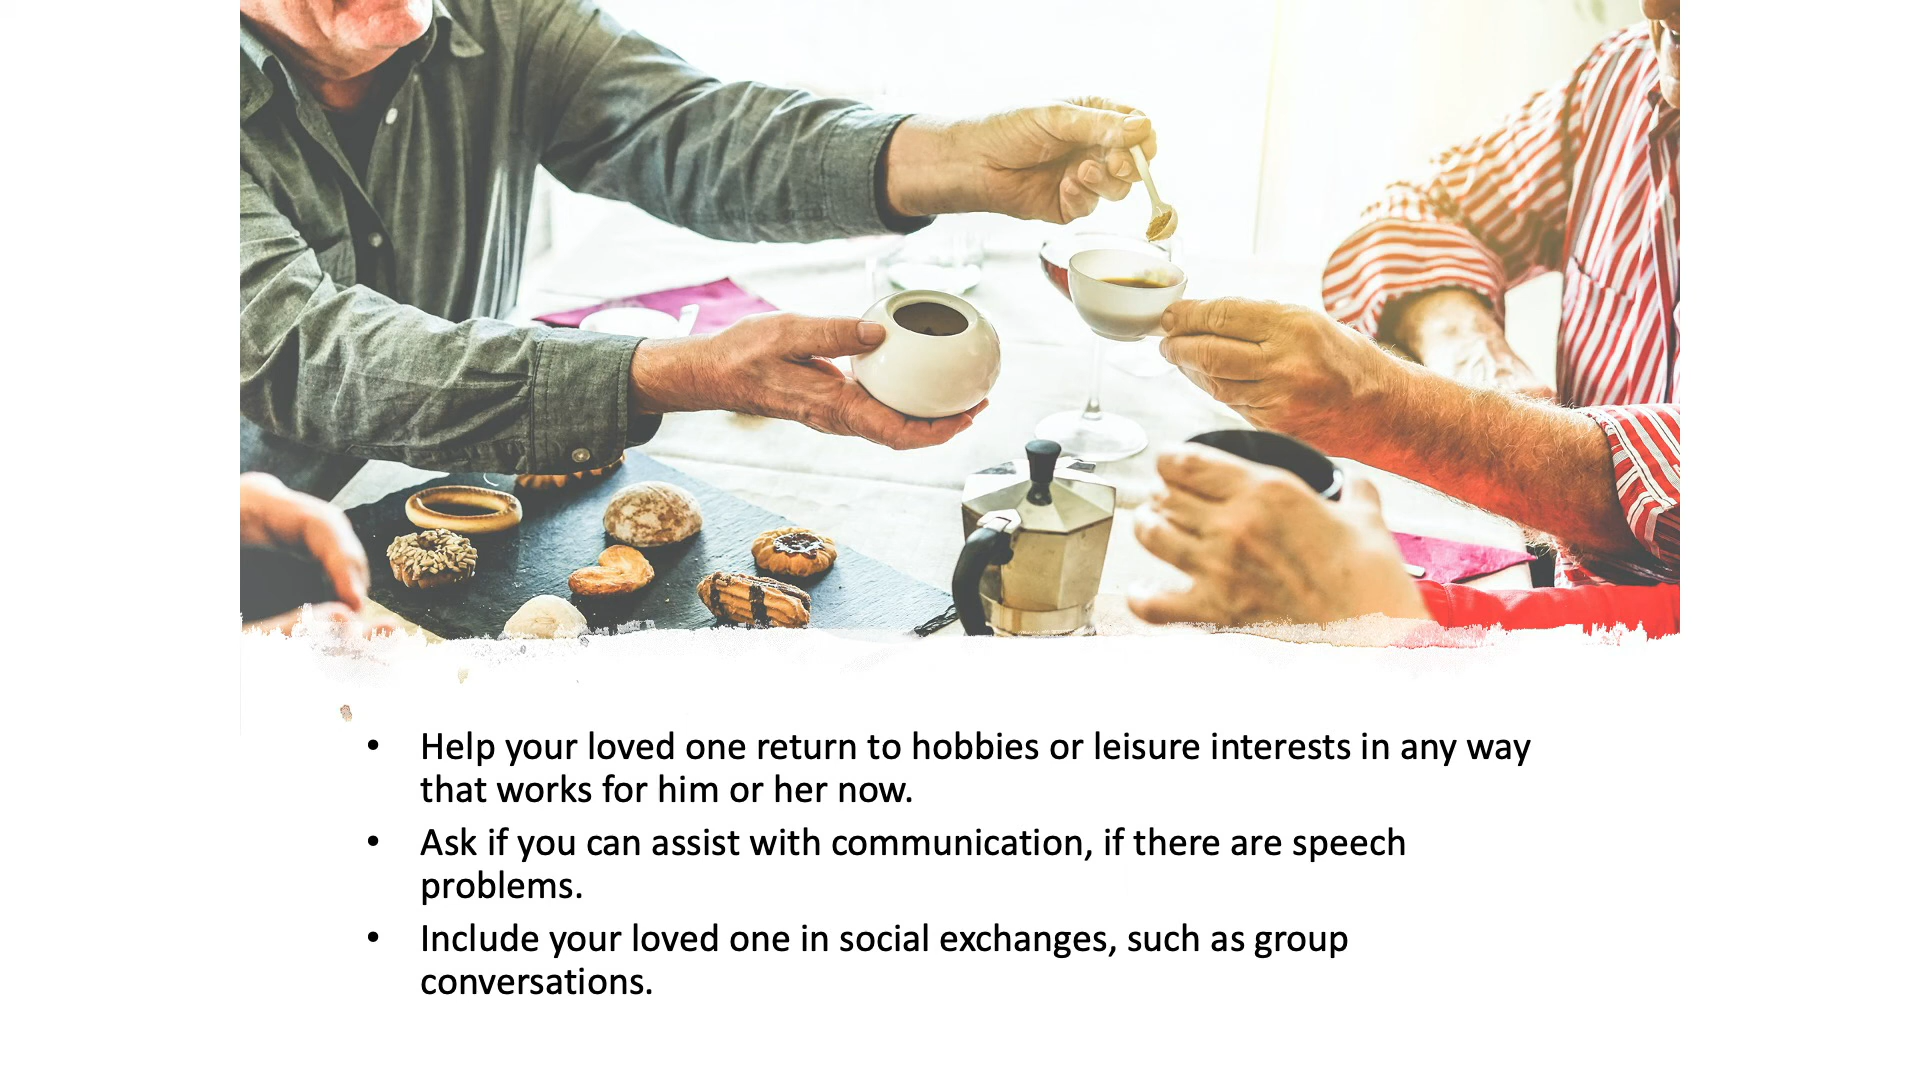 • Help your loved one return to hobbies or leisure interests in any way
that works for him or her now.
• Ask if you can assist with communication, if there are speech
problems.
• Include your loved one in social exchanges, such as group
conversations.